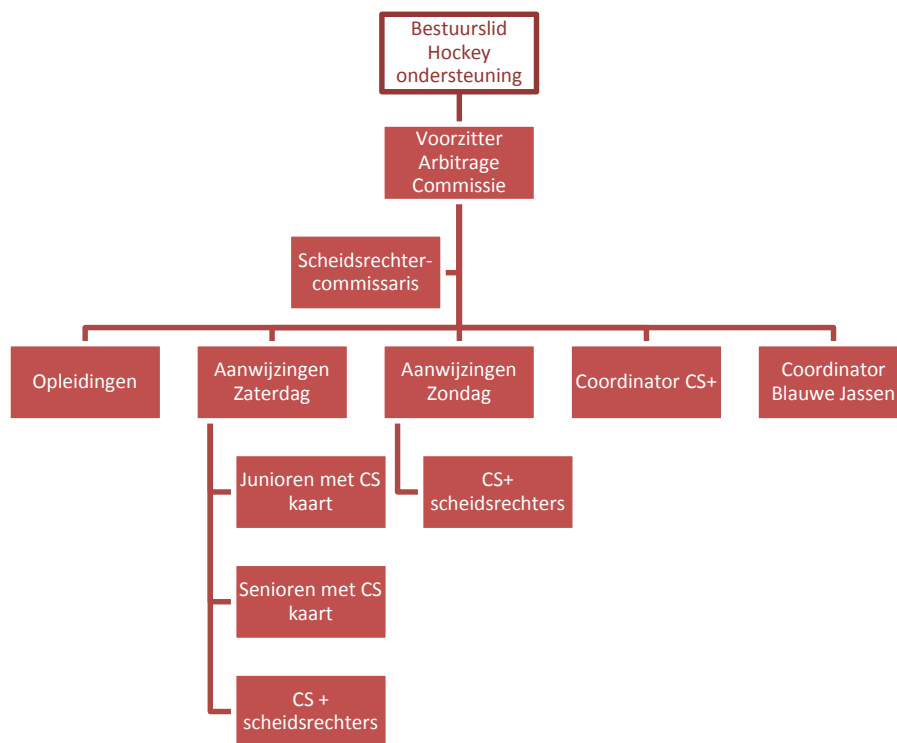 Bestuurslid
Hockey
ondersteuning
Voorzitter
Arbitrage
Commissie
Scheidsrechter-
commissaris
Opleidingen
Aanwijzingen
Zaterdag
Aanwijzingen
Zondag
Coordinator CS+
Coordinator
Blauwe Jassen
Junioren met CS
kaart
CS+
scheidsrechters
Senioren met CS
kaart
CS +
scheidsrechters